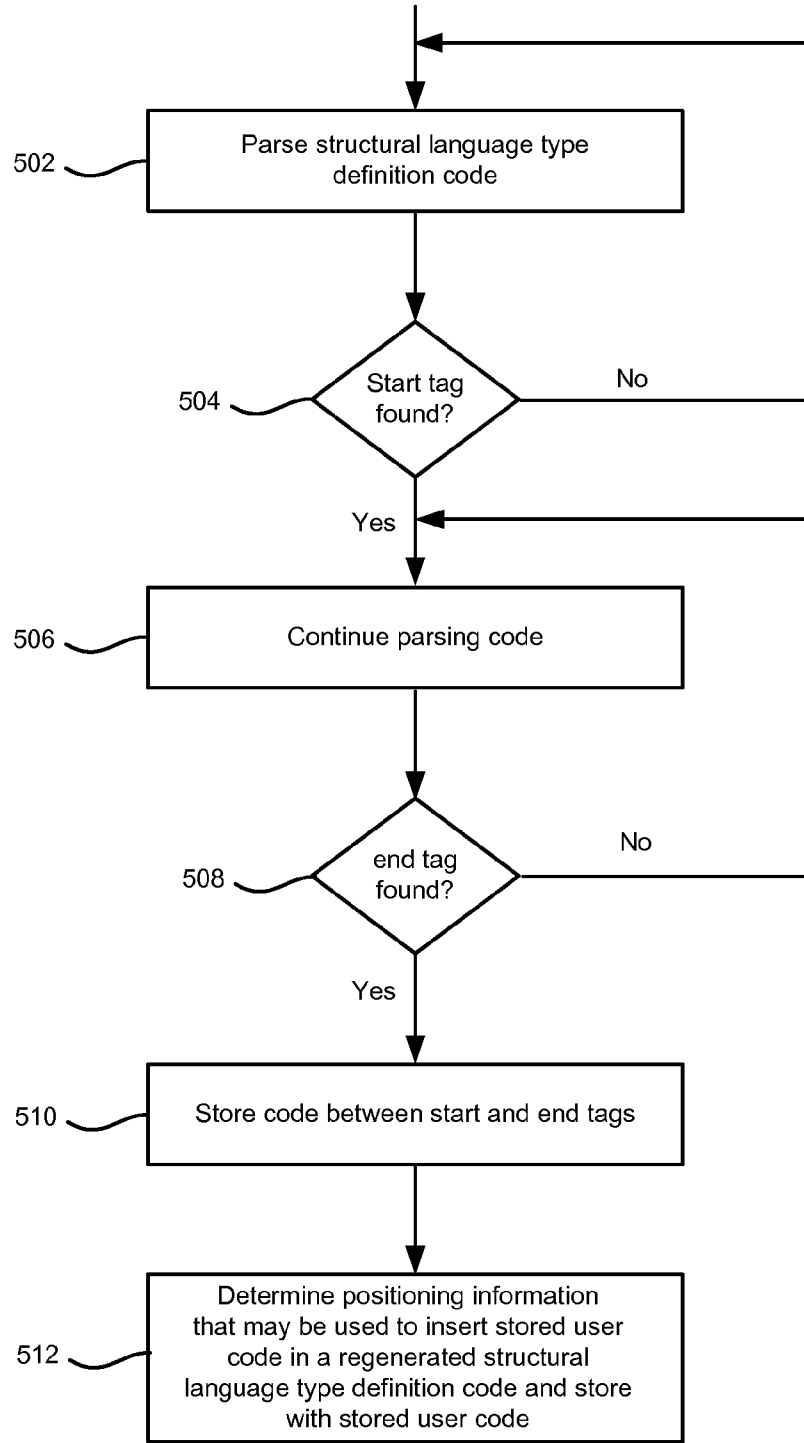 502
Parse structural language type
definition code
504
Start tag
found?
No
Yes
506
Continue parsing code
508
end tag
found?
No
Yes
510
Store code between start and end tags
512
Determine positioning information
that may be used to insert stored user
code in a regenerated structural
language type definition code and store
with stored user code